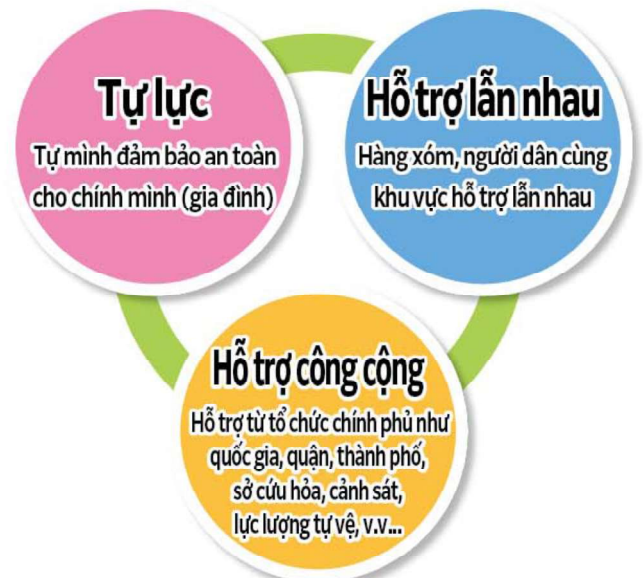 Tự lực
Tự mình đảm bảo an toàn
cho chính mình (gia đình)
Hỗ trợ lẫn nhau
Hàng xóm, người dân cùng
khu vực hỗ trợ lẫn nhau
Hỗ trợ công cộng
Hỗ trợ từ tổ chức chính phủ như
quốc gia, quận, thành phố,
sở cứu hỏa, cảnh sát,
lực lượng tự vệ, v.v...